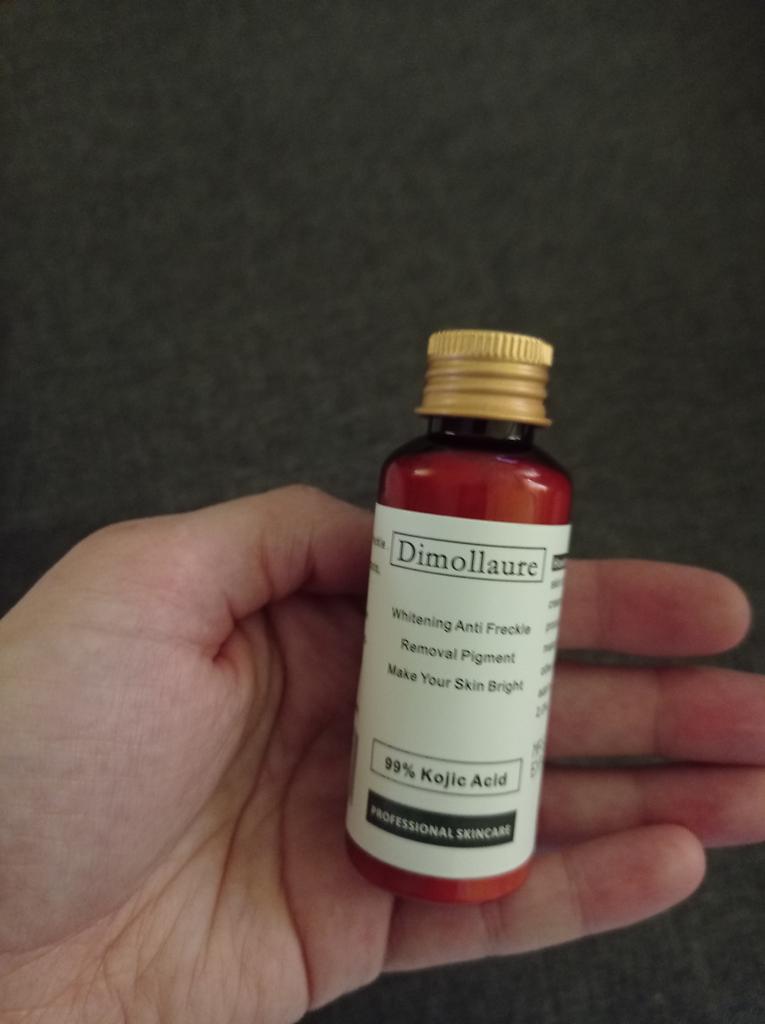 Dimollaure
Whitening Anti Freckle
Removal Pigment
Make Your Skin Bright
99% Kojic Acid
PROFESSIONAL SKINCARE